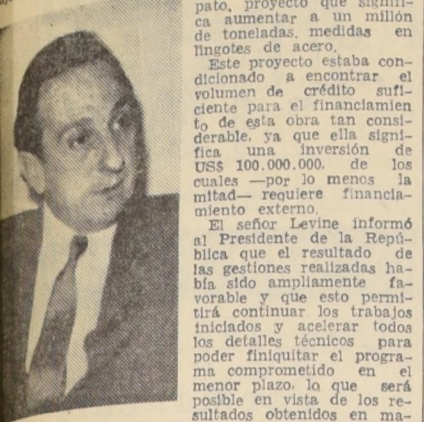 pato, proyecto que signifi-
ca aumentar a un millón
de toneladas. medidas en
lingotes de acero.
Este proyecto estaba con-
dicionado a encontrar el
volumen de crédito sufi-
ciente para el financiamien
to de esta obra tan consi-
derable. ya que ella signi-
fica una inversión de
US$ 100.000.000. de los
cuales —por lo menos la
mitad— requiere financia-
miento externo.
El señor Levine informó
al Presidente de la Repú-
blica que el resultado de
las gestiones realizadas ha-
bía sido ampliamente fa-
vorable y que esto permi-
tirá continuar los trabajos
iniciados y acelerar todos
los detalles técnicos para
poder finiquitar el progra-
ma comprometido en el
menor plazo. lo que será
posible en vista de los re-
sultados obtenidos en ma-